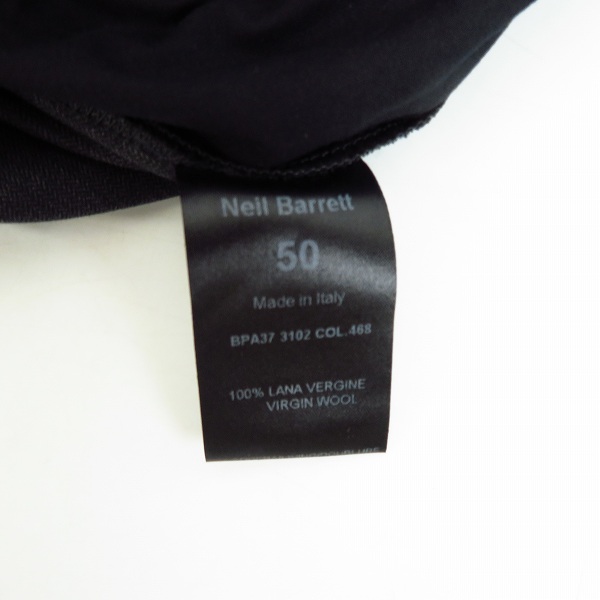 Neil Barrett
50
Made in Italy
BPA37 3102 COL.468
100% LANA VERGINE
VIRGIN WOOL